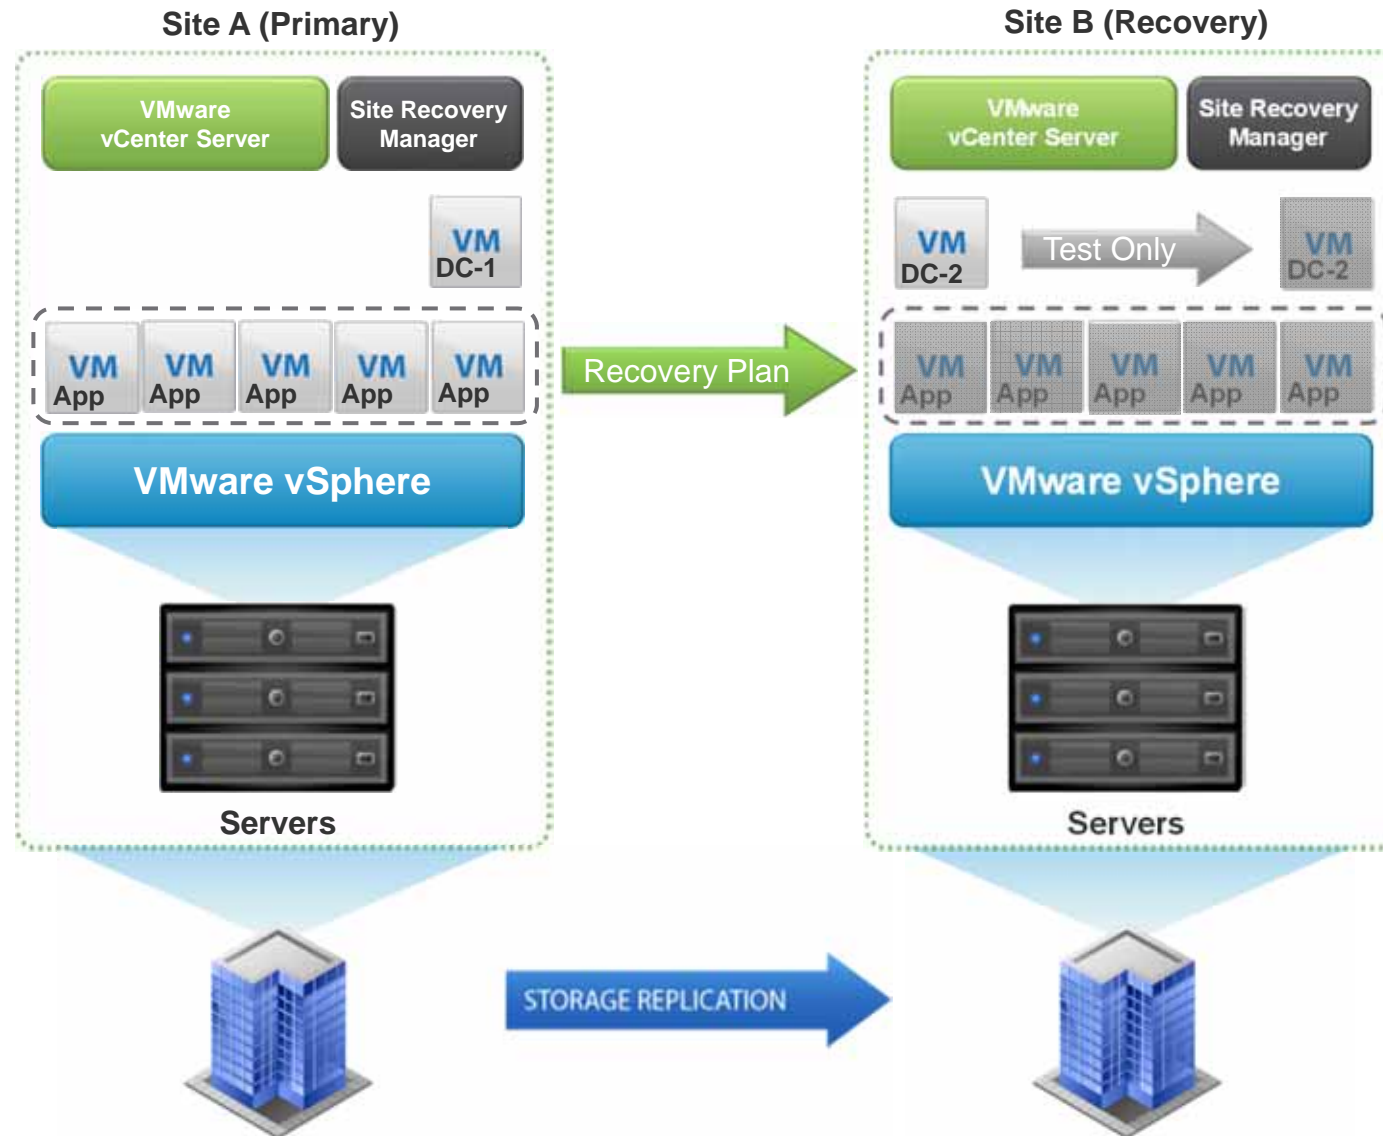 Site A (Primary)
Site B (Recovery)
VMware
vCenter Server
Site Recovery
Manager
VMware
vCenter Server
Site Recovery
Manager
VM
DC-1
VM
DC-2
Test Only
VM
DC-2
VM
App
VM
App
VM
App
VM
App
VM
App
Recovery Plan
VM
App
VM
App
VM
App
VM
App
VM
App
VMware vSphere
VMware vSphere
Servers
Servers
STORAGE REPLICATION